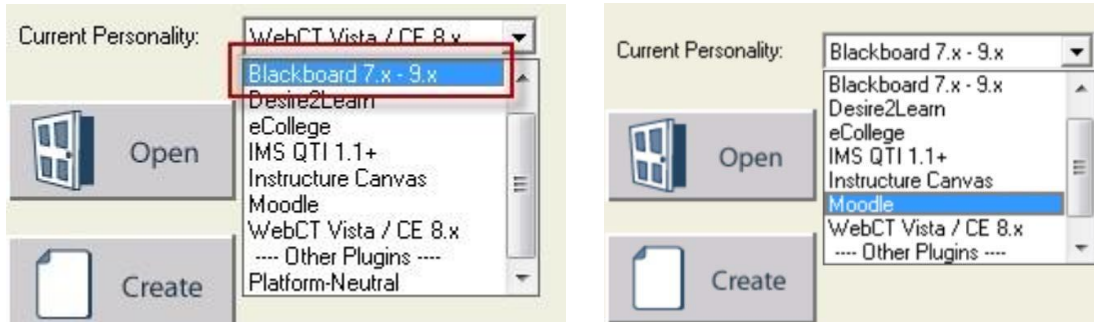 Current Personality:
WebCT Vista / CE 8.x
Blackboard 7.x - 9.x
Desire2Learn
eCollege
IMS QTI 1.1+
Instructure Canvas
Moodle
WebCT Vista / CE 8.x
---- Other Plugins ----
Platform-Neutral
Open
Create
Current Personality:
Blackboard 7.x - 9.x
Blackboard 7.x - 9.x
Desire2Learn
eCollege
IMS QTI 1.1+
Instructure Canvas
Moodle
WebCT Vista / CE 8.x
---- Other Plugins ----
Open
Create